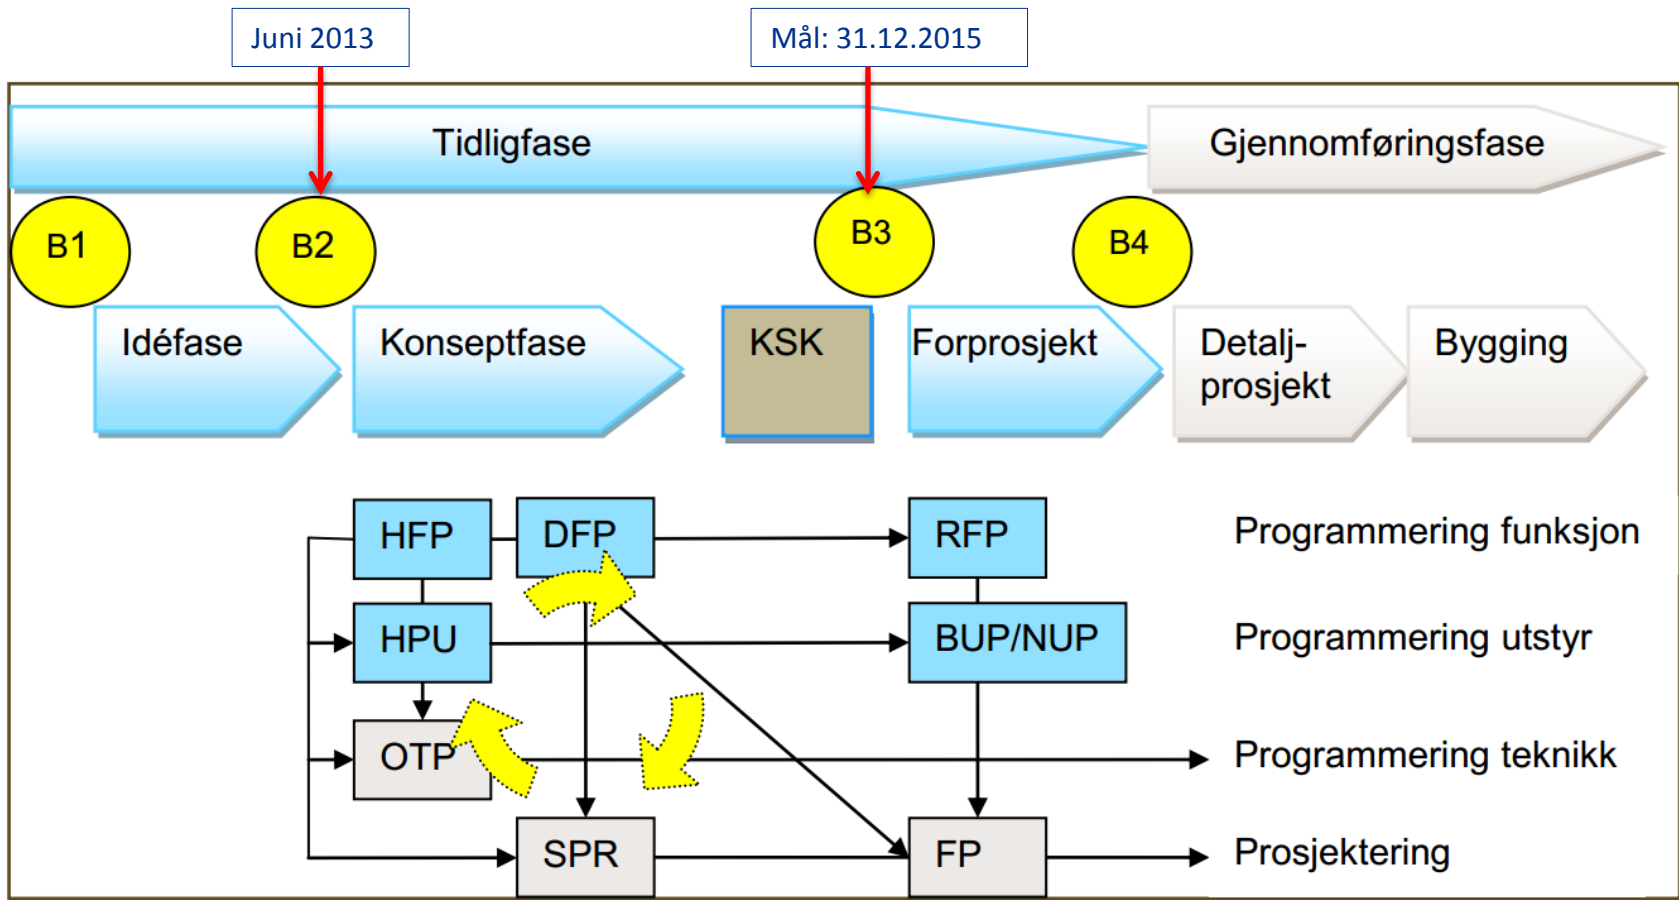 Juni 2013
Mål: 31.12.2015
Tidligfase
Gjennomføringsfase
B1
B2
B3
B4
Idéfase
Konseptfase
KSK
Forprosjekt
Detalj-
prosjekt
Bygging
HFP
DFP
RFP
Programmering funksjon
HPU
BUP/NUP
Programmering utstyr
OTP
Programmering teknikk
SPR
FP
Prosjektering